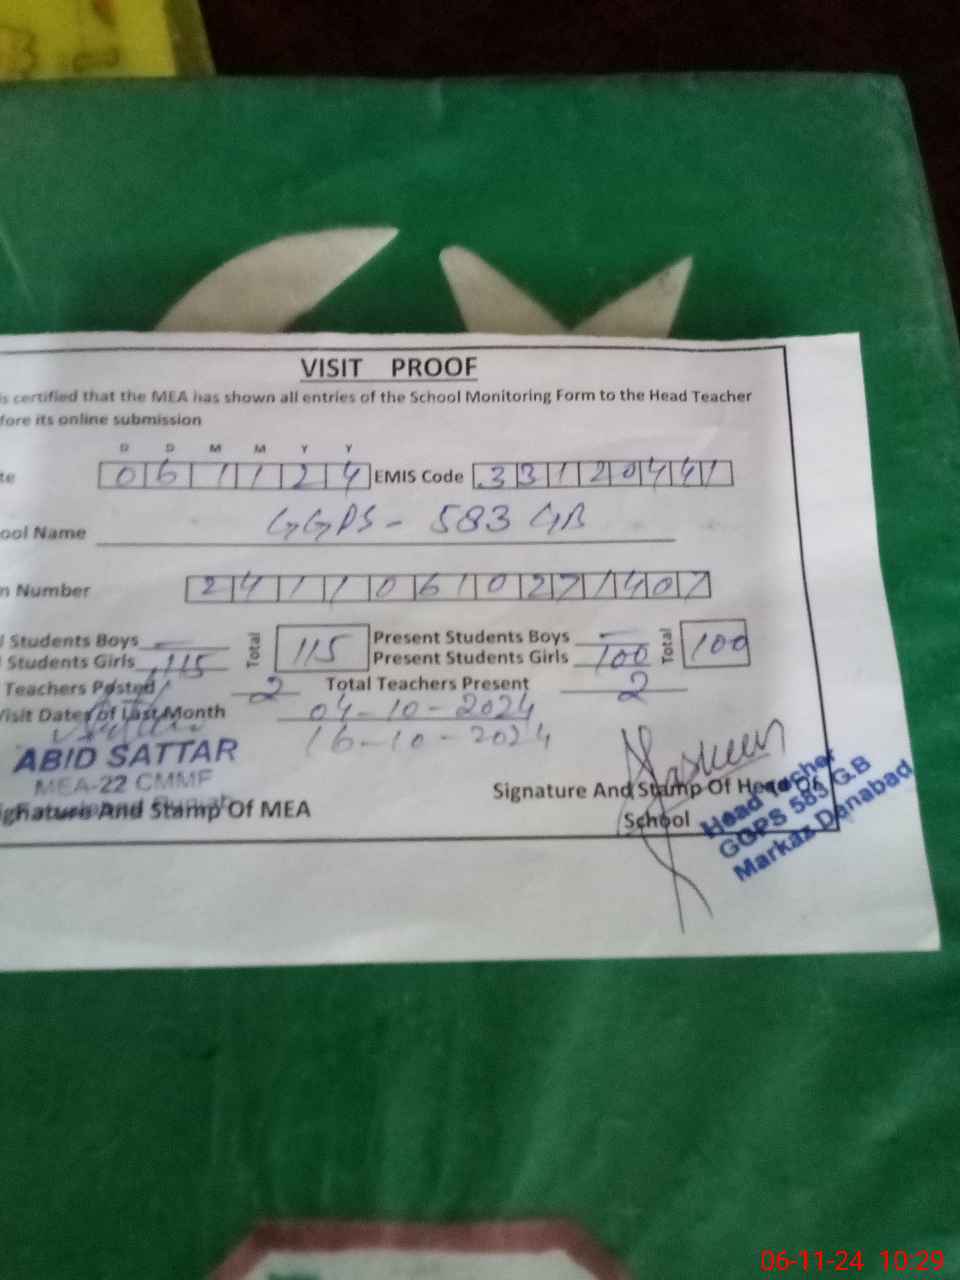 VISIT PROOF
is certified that the MEA has shown all entries of the School Monitoring Form to the Head Teacher
fore its online submission
D D M M Y Y
te 0 6 1 1 2 4 EMIS Code 3 3 1 2 0 4 4 1
ool Name GGPS - 583 GB
n Number 2 4 1 1 0 6 1 0 2 7 1 4 0 7
l Students Boys — Total 115 Present Students Boys — Total 100
Students Girls 115 Present Students Girls 100
Teachers Posted 2 Total Teachers Present 2
Visit Dates of Last Month 04-10-2024
16-10-2024
ABID SATTAR
MEA-22 CMMF
ignature And Stamp Of MEA
Signature And Stamp Of Head Of
School
Head Teacher
GGPS 583 G.B
Markaz Danabad
06-11-24 10:29